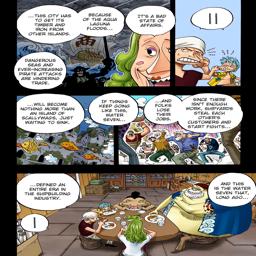 ...THIS CITY HAS
TO GET ITS
TIMBER AND
IRON FROM
OTHER ISLANDS.
BECAUSE
OF THE AQUA
LAGUNA
FLOODS...
IT'S A BAD
STATE OF
AFFAIRS.
DANGEROUS
SEAS AND
EVER-INCREASING
PIRATE ATTACKS
ARE HINDERING
TRADE.
...WILL BECOME
NOTHING MORE THAN
AN ISLAND OF
SCALLYWAGS, JUST
WAITING TO SINK.
IF THINGS
KEEP GOING
LIKE THIS,
WATER
SEVEN...
...AND
FOLKS
LOSE
THEIR
JOBS.
SINCE THERE
ISN'T ENOUGH
WORK, SHIPYARDS
STEAL EACH
OTHER'S
CUSTOMERS AND
START FIGHTS...
...DEFINED AN
ENTIRE ERA
IN THE
SHIPBUILDING
INDUSTRY.
AND THIS
IS THE
WATER SEVEN
THAT, LONG
AGO...